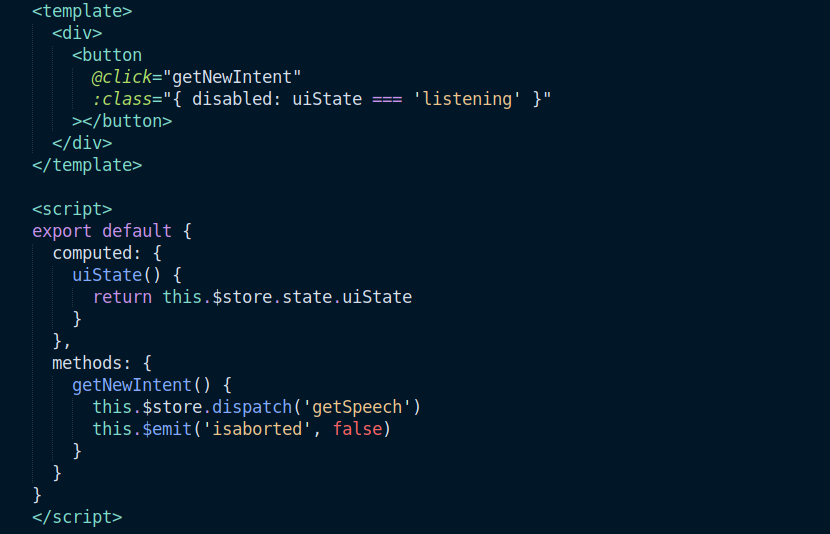 <template>
  <div>
    <button
      @click="getNewIntent"
      :class="{ disabled: uiState === 'listening' }"
    ></button>
  </div>
</template>

<script>
export default {
  computed: {
    uiState() {
      return this.$store.state.uiState
    }
  },
  methods: {
    getNewIntent() {
      this.$store.dispatch('getSpeech')
      this.$emit('isaborted', false)
    }
  }
}
</script>